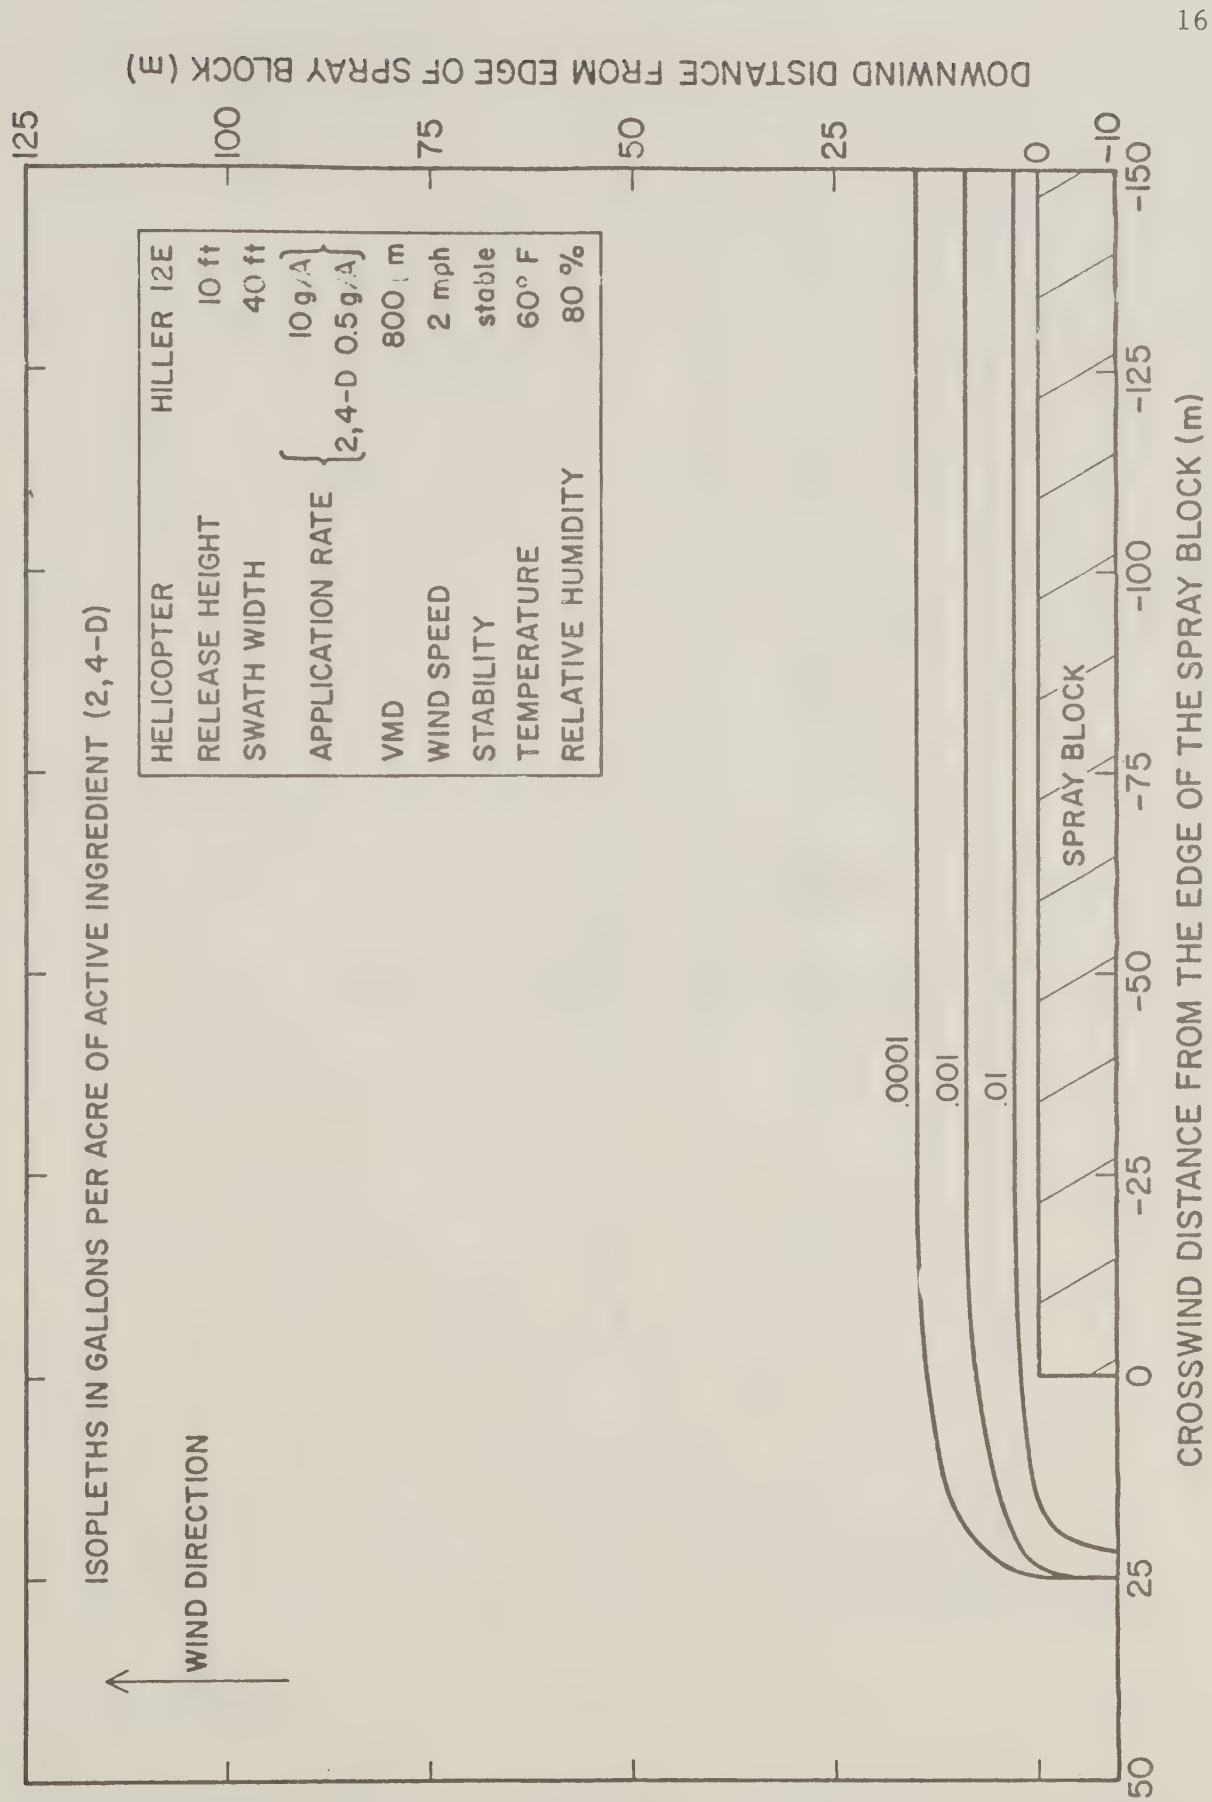 16
ISOPLETHS IN GALLONS PER ACRE OF ACTIVE INGREDIENT (2,4-D)
WIND DIRECTION
HELICOPTER HILLER 12E
RELEASE HEIGHT 10 ft
SWATH WIDTH 40 ft
APPLICATION RATE { 10 g/A }
{ 2,4-D 0.5 g/A }
VMD 800 m
WIND SPEED 2 mph
STABILITY stable
TEMPERATURE 60° F
RELATIVE HUMIDITY 80 %
.0001
.001
.01
SPRAY BLOCK
125
100
75
50
25
0
-10
DOWNWIND DISTANCE FROM EDGE OF SPRAY BLOCK (m)
50 25 0 -25 -50 -75 -100 -125 -150
CROSSWIND DISTANCE FROM THE EDGE OF THE SPRAY BLOCK (m)